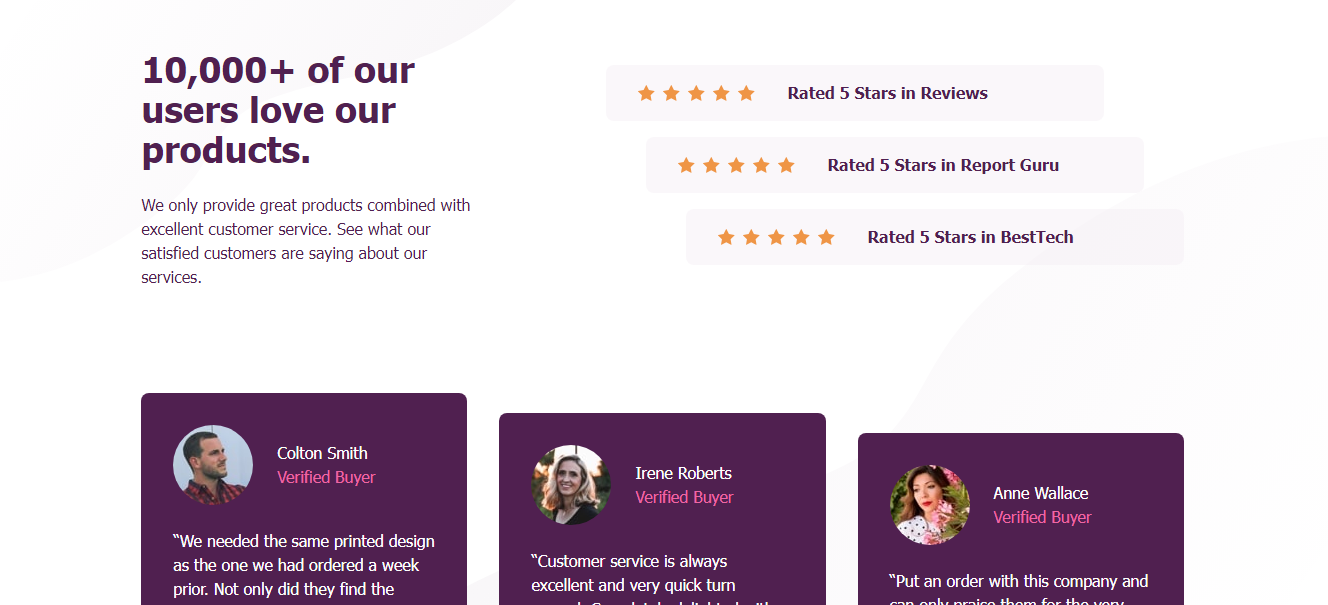 10,000+ of our
users love our
products.
We only provide great products combined with
excellent customer service. See what our
satisfied customers are saying about our
services.
Rated 5 Stars in Reviews
Rated 5 Stars in Report Guru
Rated 5 Stars in BestTech
Colton Smith
Verified Buyer
“We needed the same printed design
as the one we had ordered a week
prior. Not only did they find the
Irene Roberts
Verified Buyer
“Customer service is always
excellent and very quick turn
Anne Wallace
Verified Buyer
“Put an order with this company and
can only praise them for the very